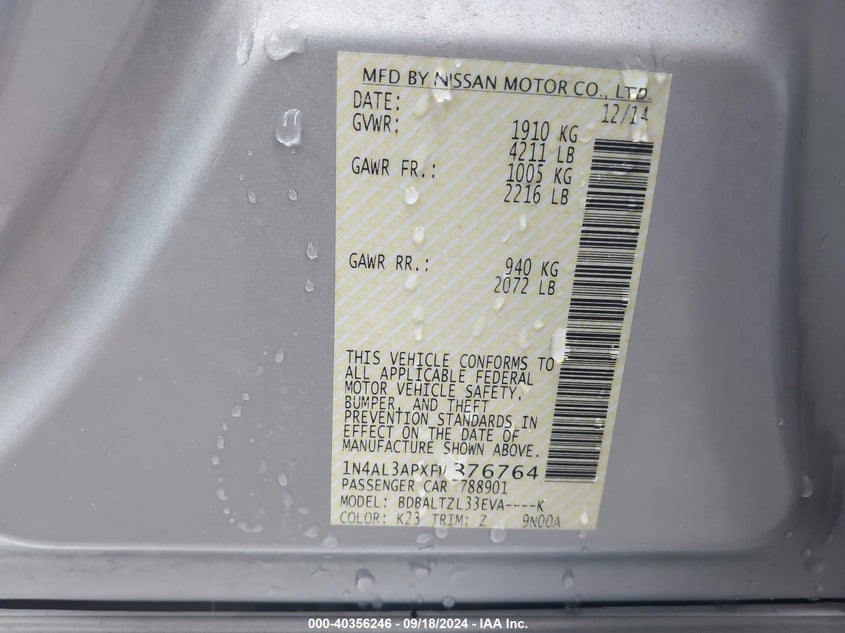 MFD BY NISSAN MOTOR CO., LTD.
DATE: 12/14
GVWR: 1910 KG
4211 LB
GAWR FR.: 1005 KG
2216 LB
GAWR RR.: 940 KG
2072 LB
THIS VEHICLE CONFORMS TO
ALL APPLICABLE FEDERAL
MOTOR VEHICLE SAFETY,
BUMPER, AND THEFT
PREVENTION STANDARDS IN
EFFECT ON THE DATE OF
MANUFACTURE SHOWN ABOVE.
PASSENGER CAR 788901
MODEL: BDBALTZL33EVA----K
COLOR: K23 TRIM: Z 9N00A
000-40356246 - 09/18/2024 - IAA Inc.